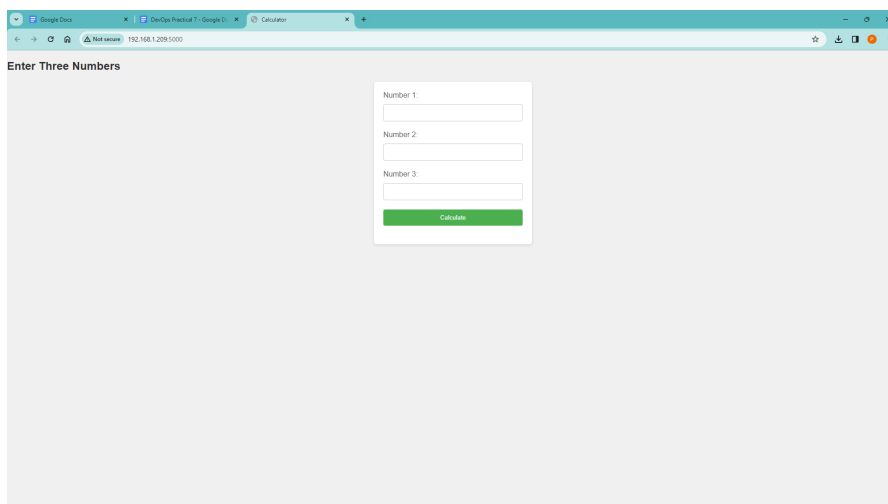 Google Docs
DevOps Practical 7 - Google D
Calculator
Not secure
192.168.1.209:5000
Enter Three Numbers
Number 1:
Number 2:
Number 3:
Calculate